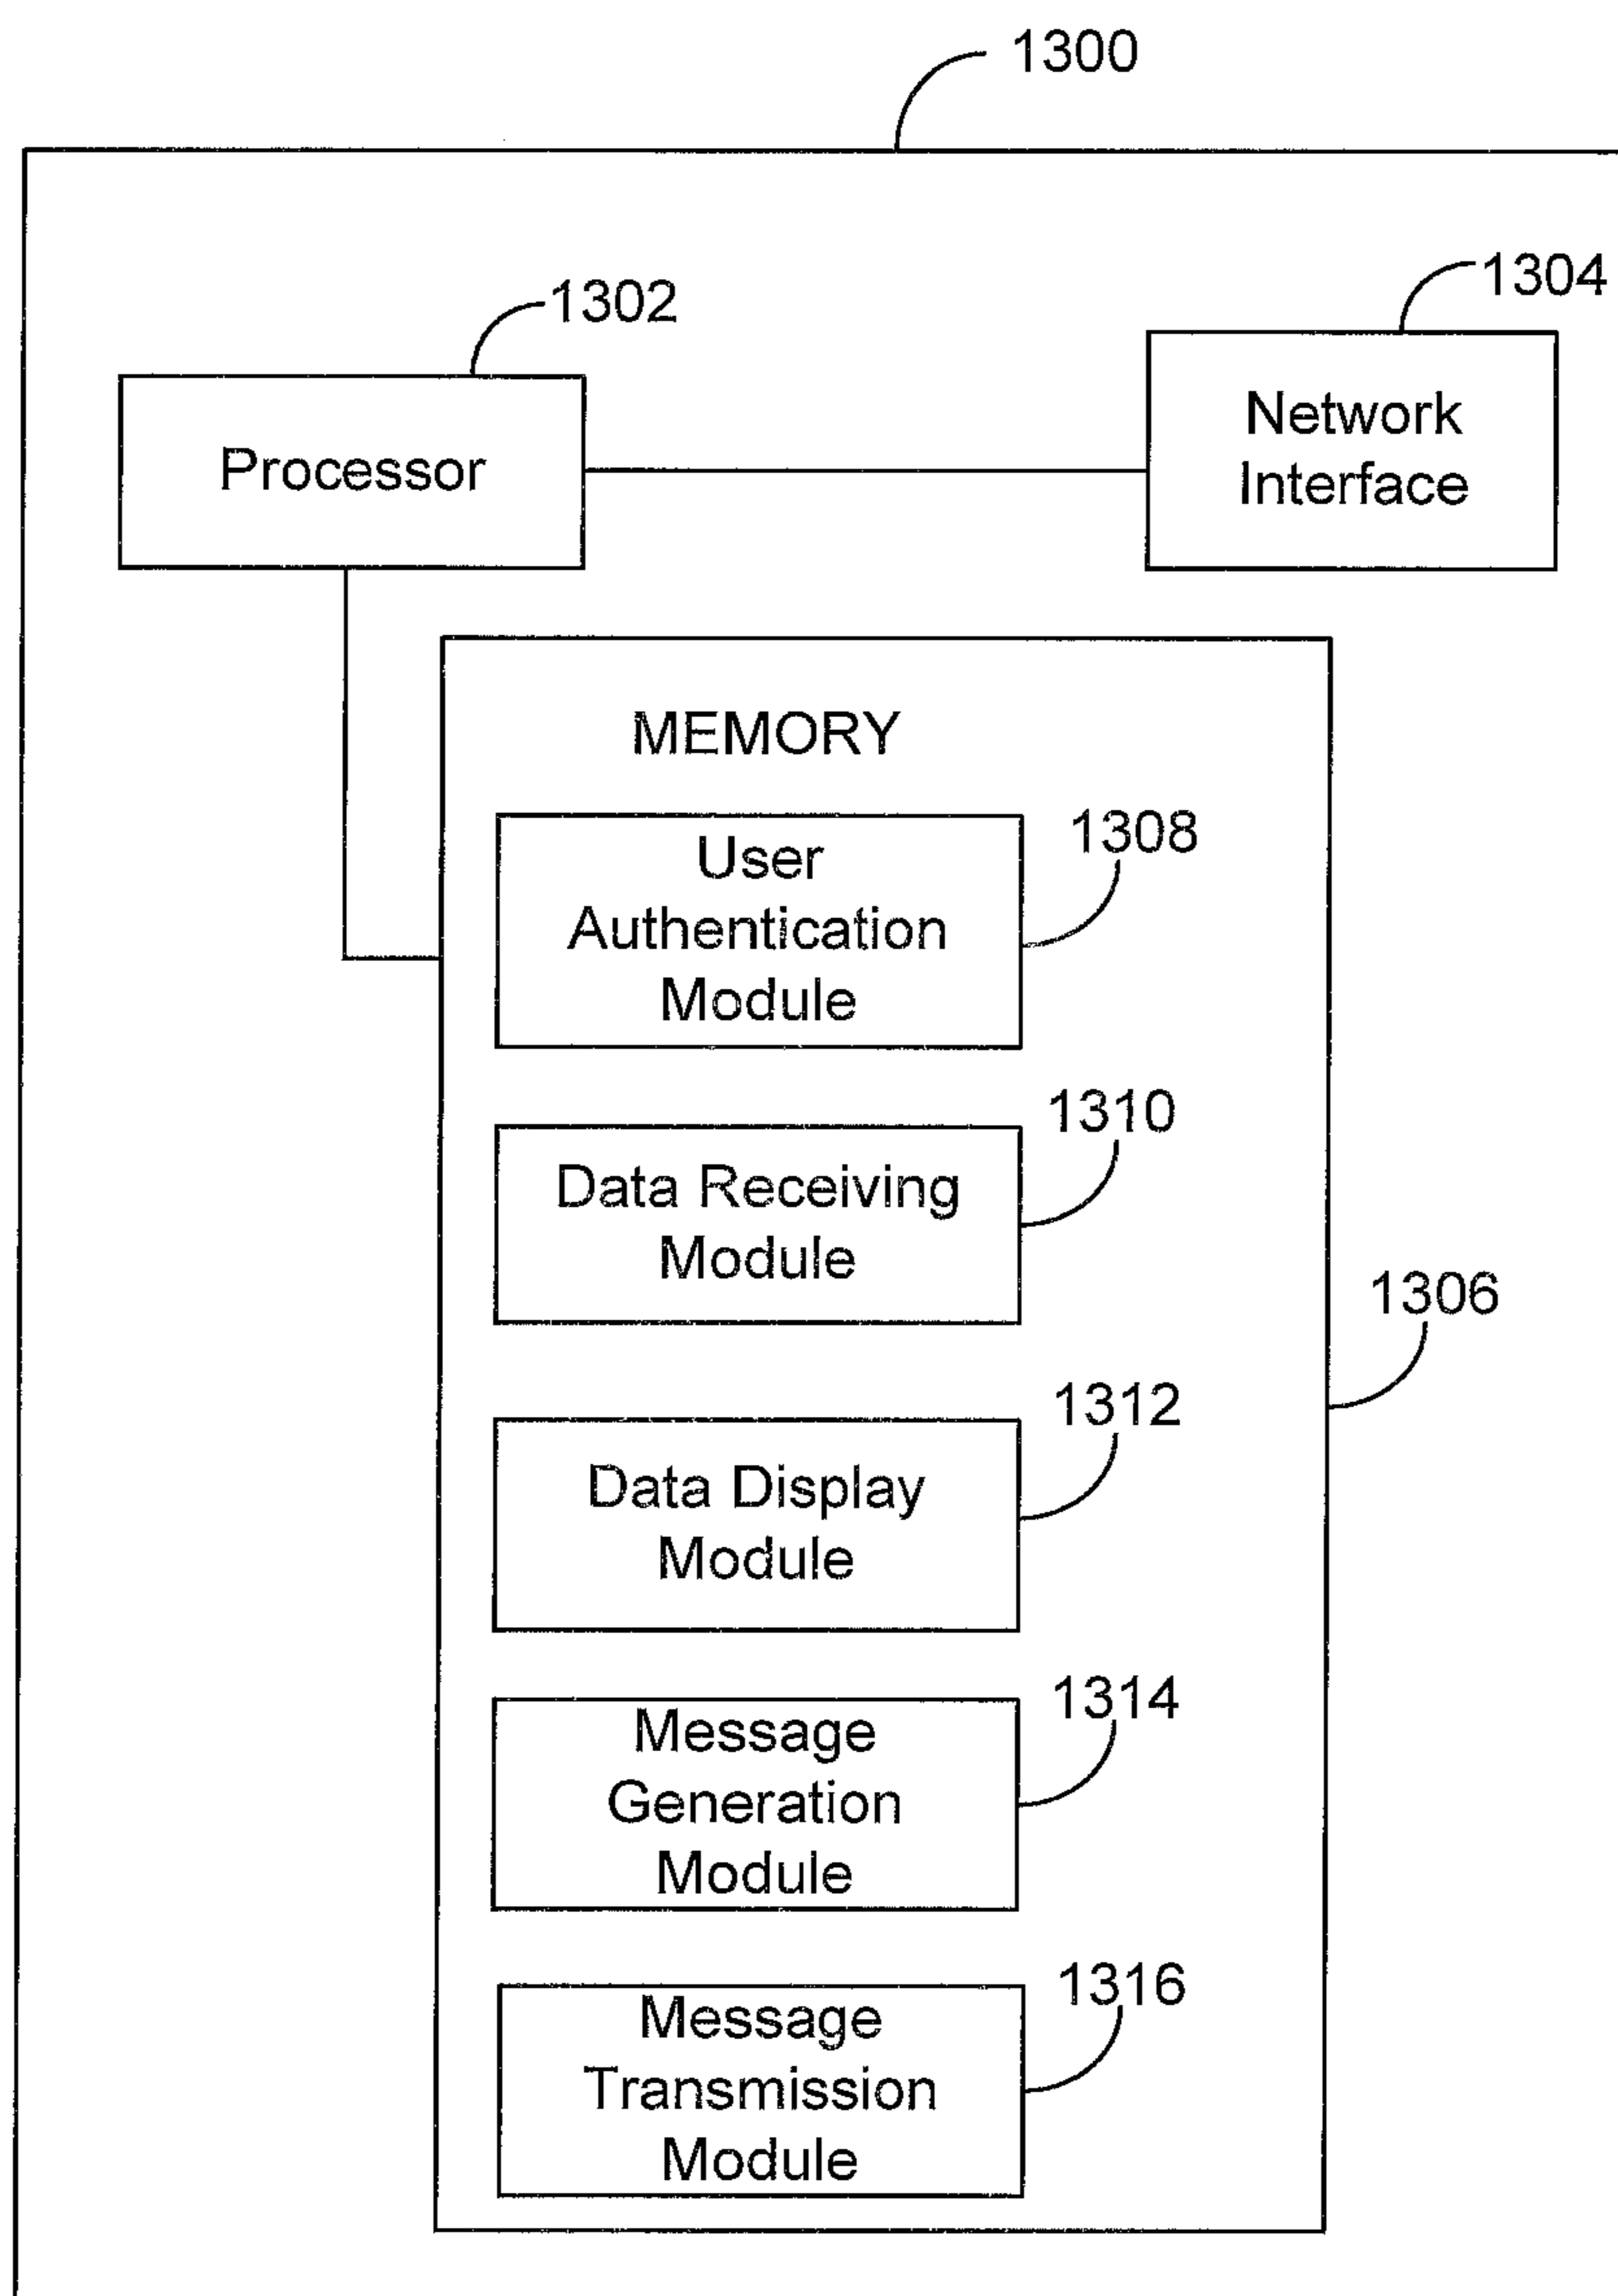 1300
1302
1304
Processor
Network
Interface
MEMORY
User
Authentication
Module
1308
Data Receiving
Module
1310
1306
Data Display
Module
1312
Message
Generation
Module
1314
Message
Transmission
Module
1316